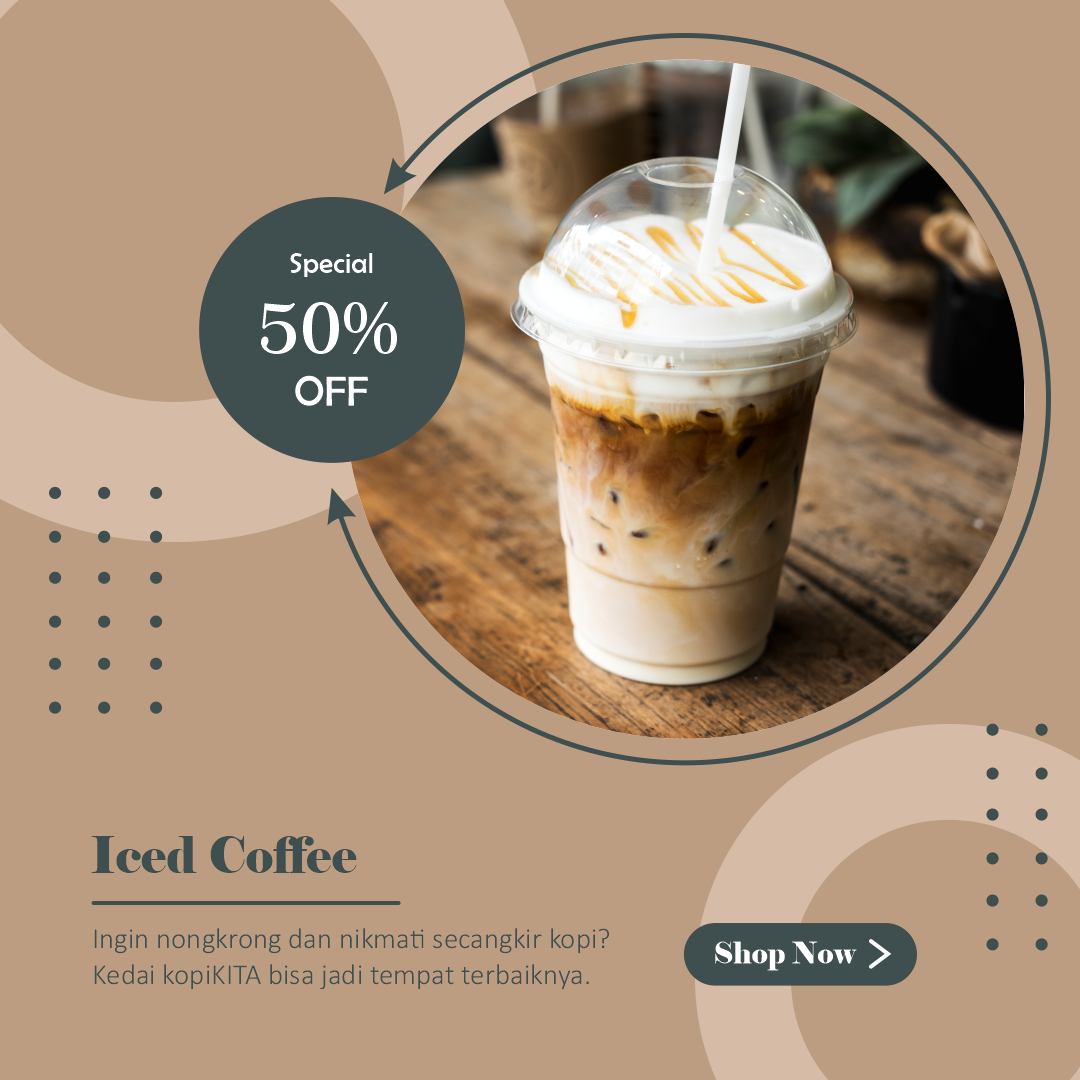 Special
50%
OFF
Iced Coffee
Ingin nongkrong dan nikmati secangkir kopi?
Kedai kopiKITA bisa jadi tempat terbaiknya.
Shop Now